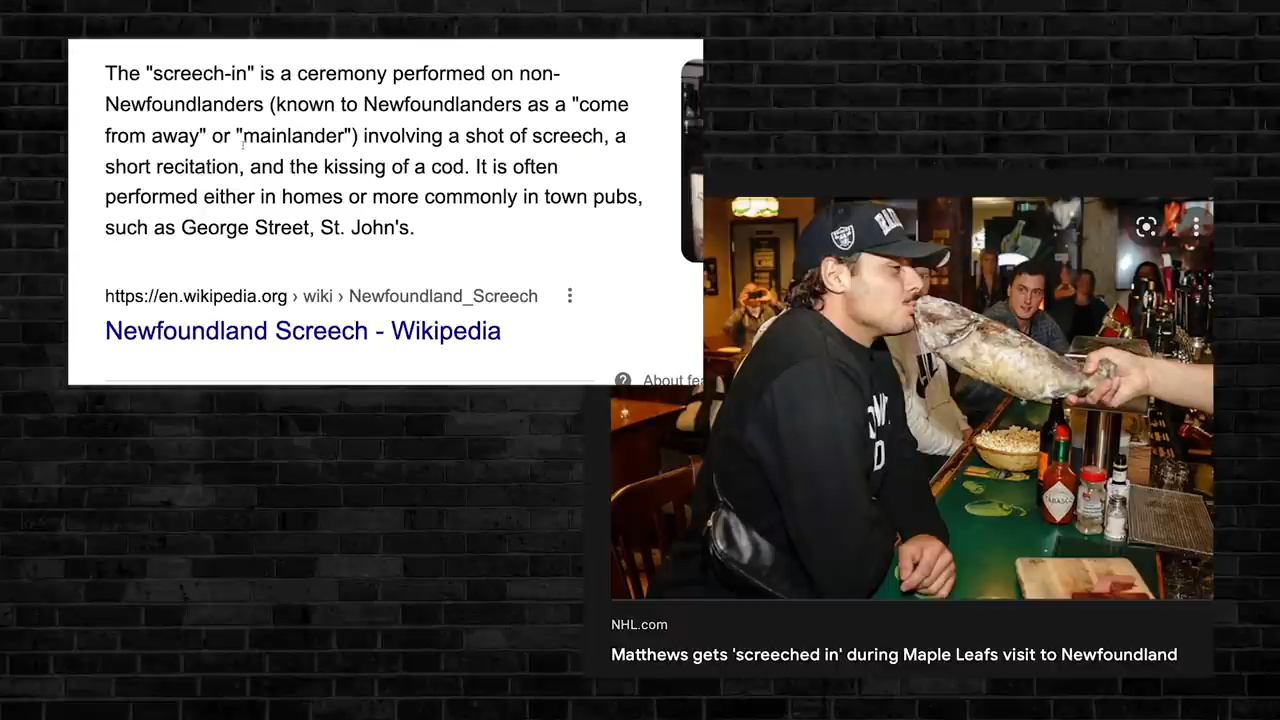 The "screech-in" is a ceremony performed on non-
Newfoundlanders (known to Newfoundlanders as a "come
from away" or "mainlander") involving a shot of screech, a
short recitation, and the kissing of a cod. It is often
performed either in homes or more commonly in town pubs,
such as George Street, St. John's.
https://en.wikipedia.org › wiki › Newfoundland_Screech
Newfoundland Screech - Wikipedia
About fea
TABASCO
NHL.com
Matthews gets 'screeched in' during Maple Leafs visit to Newfoundland